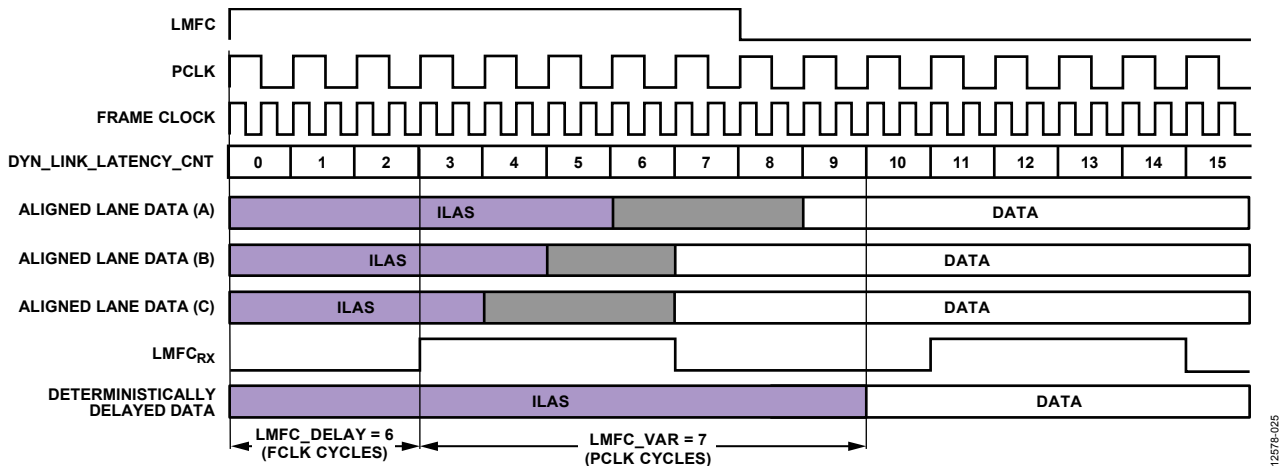 LMFC
PCLK
FRAME CLOCK
DYN_LINK_LATENCY_CNT 0 1 2 3 4 5 6 7 8 9 10 11 12 13 14 15
ALIGNED LANE DATA (A) ILAS DATA
ALIGNED LANE DATA (B) ILAS DATA
ALIGNED LANE DATA (C) ILAS DATA
LMFCRX
DETERMINISTICALLY
DELAYED DATA
ILAS DATA
LMFC_DELAY = 6
(FCLK CYCLES)
LMFC_VAR = 7
(PCLK CYCLES)
12578-025